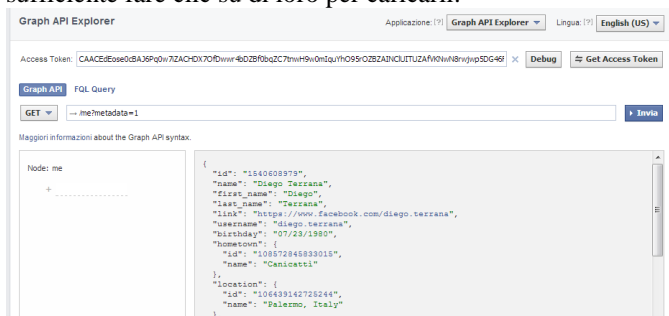 sufficiente fare che su di loro per caricarli.
Graph API Explorer
Applicazione: [?] Graph API Explorer Lingua: [?] English (US)
Access Token: Debug Get Access Token
Graph API FQL Query
GET → /me?metadata=1 Invia
Maggiori informazioni about the Graph API syntax.
Node: me
+
{
"id": "1540608979",
"name": "Diego Terrana",
"first_name": "Diego",
"last_name": "Terrana",
"link": "https://www.facebook.com/diego.terrana",
"username": "diego.terrana",
"birthday": "07/23/1980",
"hometown": {
"id": "108572845833015",
"name": "Canicattì"
},
"location": {
"id": "106439142725244",
"name": "Palermo, Italy"
}